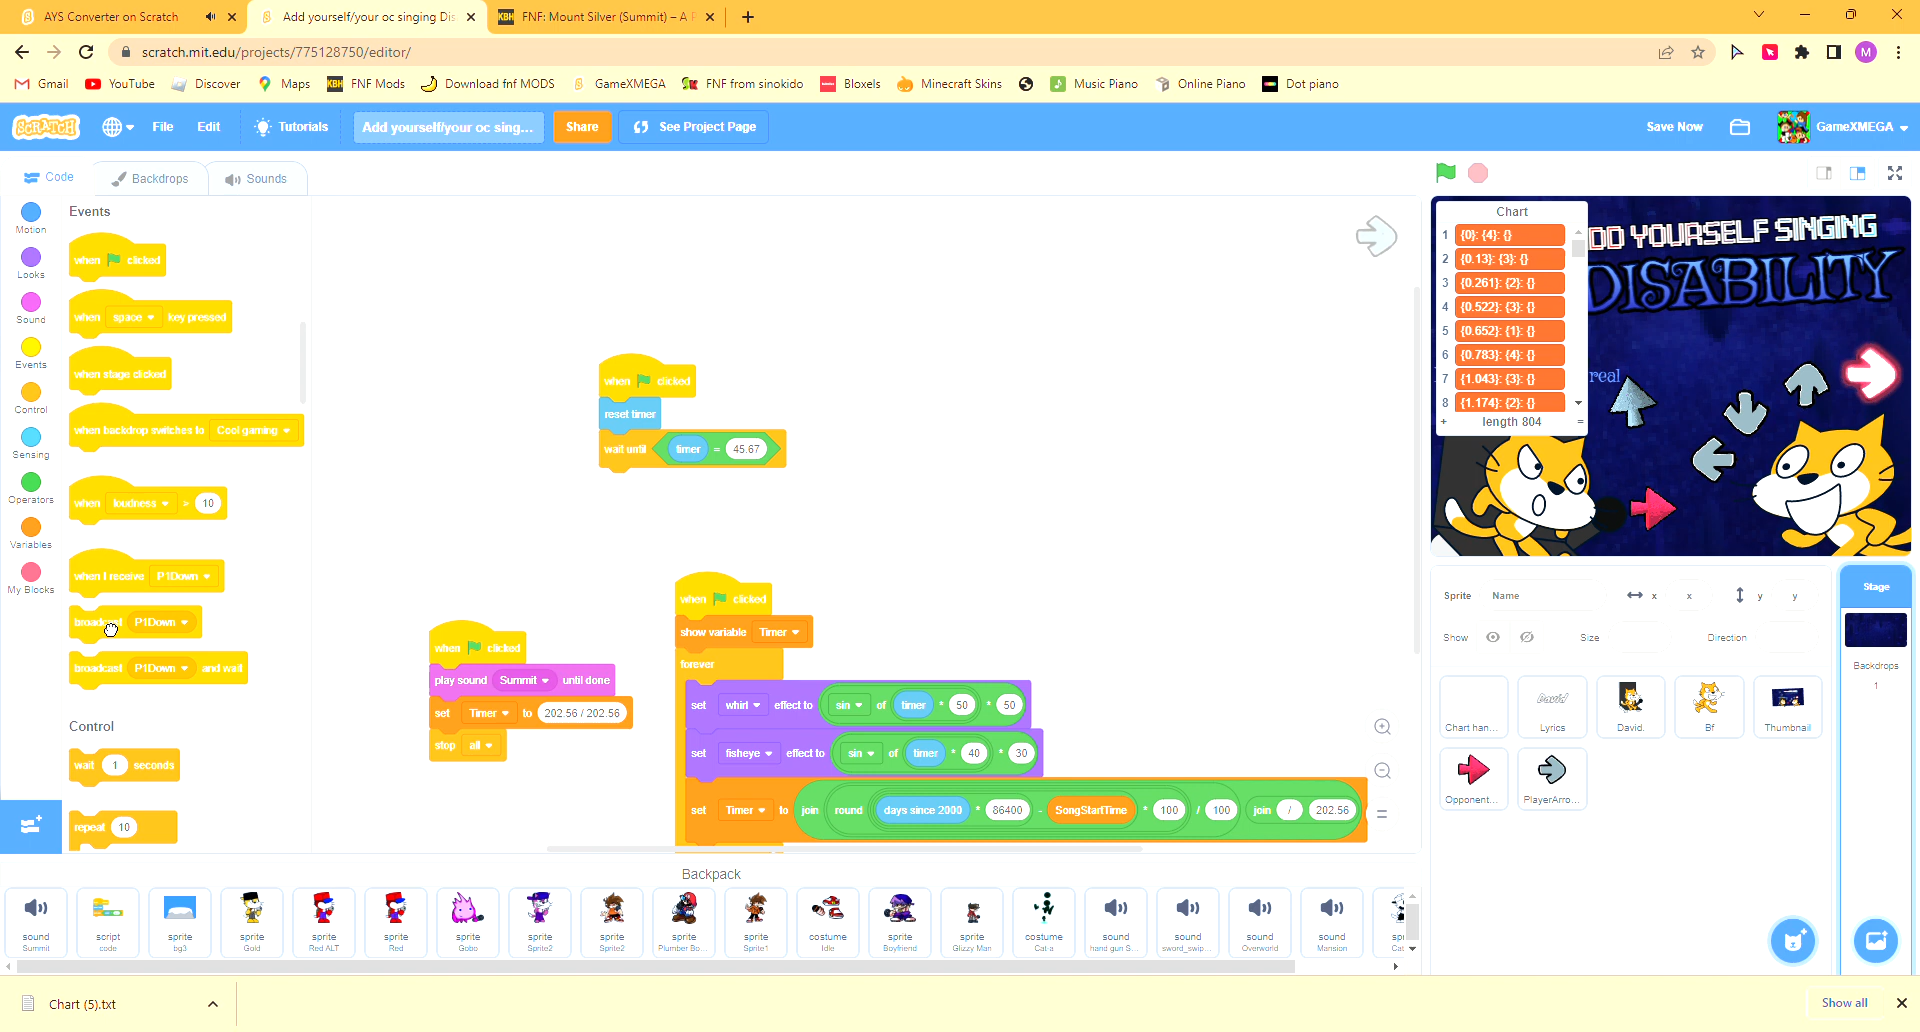 AYS Converter on Scratch
Add yourself/your oc singing Dis
KBH FNF: Mount Silver (Summit) – A F
scratch.mit.edu/projects/775128750/editor/
M
Gmail YouTube Discover Maps KBH FNF Mods Download fnf MODS GameXMEGA FNF from sinokido Bloxels Minecraft Skins Music Piano Online Piano Dot piano
SCRATCH File Edit Tutorials Add yourself/your oc sing... Share See Project Page Save Now GameXMEGA
Code Backdrops Sounds
Motion
Looks
Sound
Events
Control
Sensing
Operators
Variables
My Blocks
Events
when clicked
when space key pressed
when stage clicked
when backdrop switches to Cool gaming
when loudness > 10
when I receive P1Down
broadcast P1Down
broadcast P1Down and wait
Control
wait 1 seconds
repeat 10
when clicked
reset timer
wait until timer = 45.67
when clicked
play sound Summit until done
set Timer to 202.56 / 202.56
stop all
when clicked
show variable Timer
forever
set whirl effect to sin of timer * 50 * 50
set fisheye effect to sin of timer * 40 * 30
set Timer to join round days since 2000 * 86400 - SongStartTime * 100 / 100 join / 202.56
Chart
1 {0}: {4}: {}
2 {0.13}: {3}: {}
3 {0.261}: {2}: {}
4 {0.522}: {3}: {}
5 {0.652}: {1}: {}
6 {0.783}: {4}: {}
7 {1.043}: {3}: {}
8 {1.174}: {2}: {}
+ length 804 =
DD YOURSELF SINGING
DISABILITY
real
Sprite Name x x y y
Show Size Direction
Chart han... Lyrics David. Bf Thumbnail
David
Opponent... PlayerArro...
Stage
Backdrops
1
Backpack
sound Summit
script code
sprite bg3
sprite Gold
sprite Red ALT
sprite Red
sprite Gobo
sprite Sprite2
sprite Sprite2
sprite Plumber Bo...
sprite Sprite1
costume Idle
sprite Boyfriend
sprite Glizzy Man
costume Cat-a
sound hand gun S...
sound sword_swip...
sound Overworld
sound Mansion
spr
Cat
Chart (5).txt
Show all